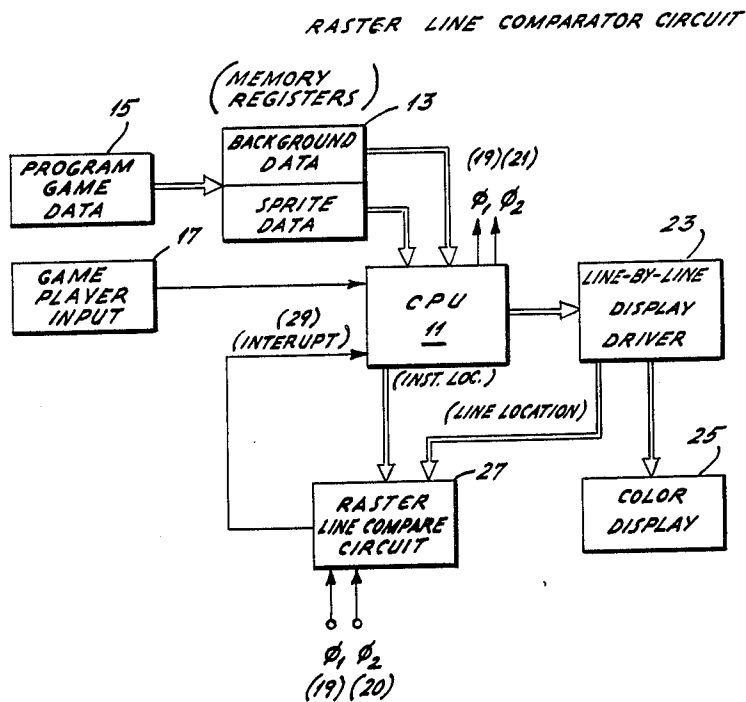 RASTER LINE COMPARATOR CIRCUIT
(MEMORY
REGISTERS)
15
13
PROGRAM
GAME
DATA
BACKGROUND
DATA
SPRITE
DATA
(19) (21)
ϕ1 ϕ2
17
GAME
PLAYER
INPUT
CPU
11
23
LINE-BY-LINE
DISPLAY
DRIVER
(29)
(INTERUPT)
(INST. LOC.)
(LINE LOCATION)
27
RASTER
LINE COMPARE
CIRCUIT
25
COLOR
DISPLAY
ϕ1 ϕ2
(19) (20)